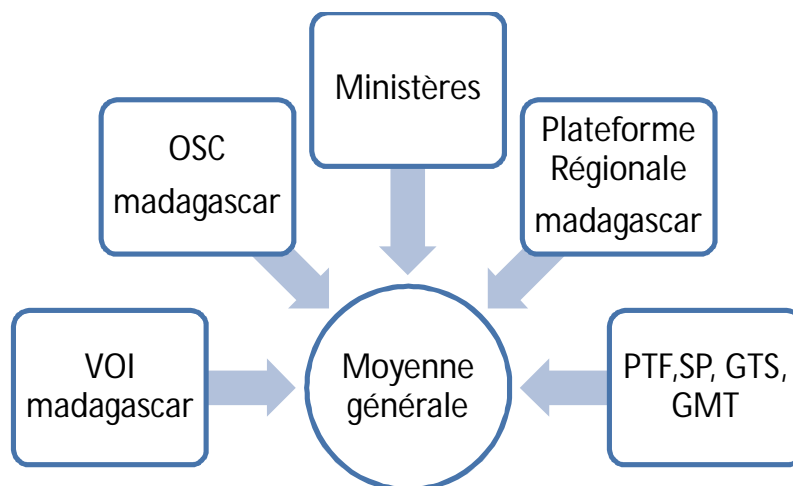 Ministères
OSC
madagascar
Plateforme
Régionale
madagascar
VOI
madagascar
Moyenne
générale
PTF,SP, GTS,
GMT